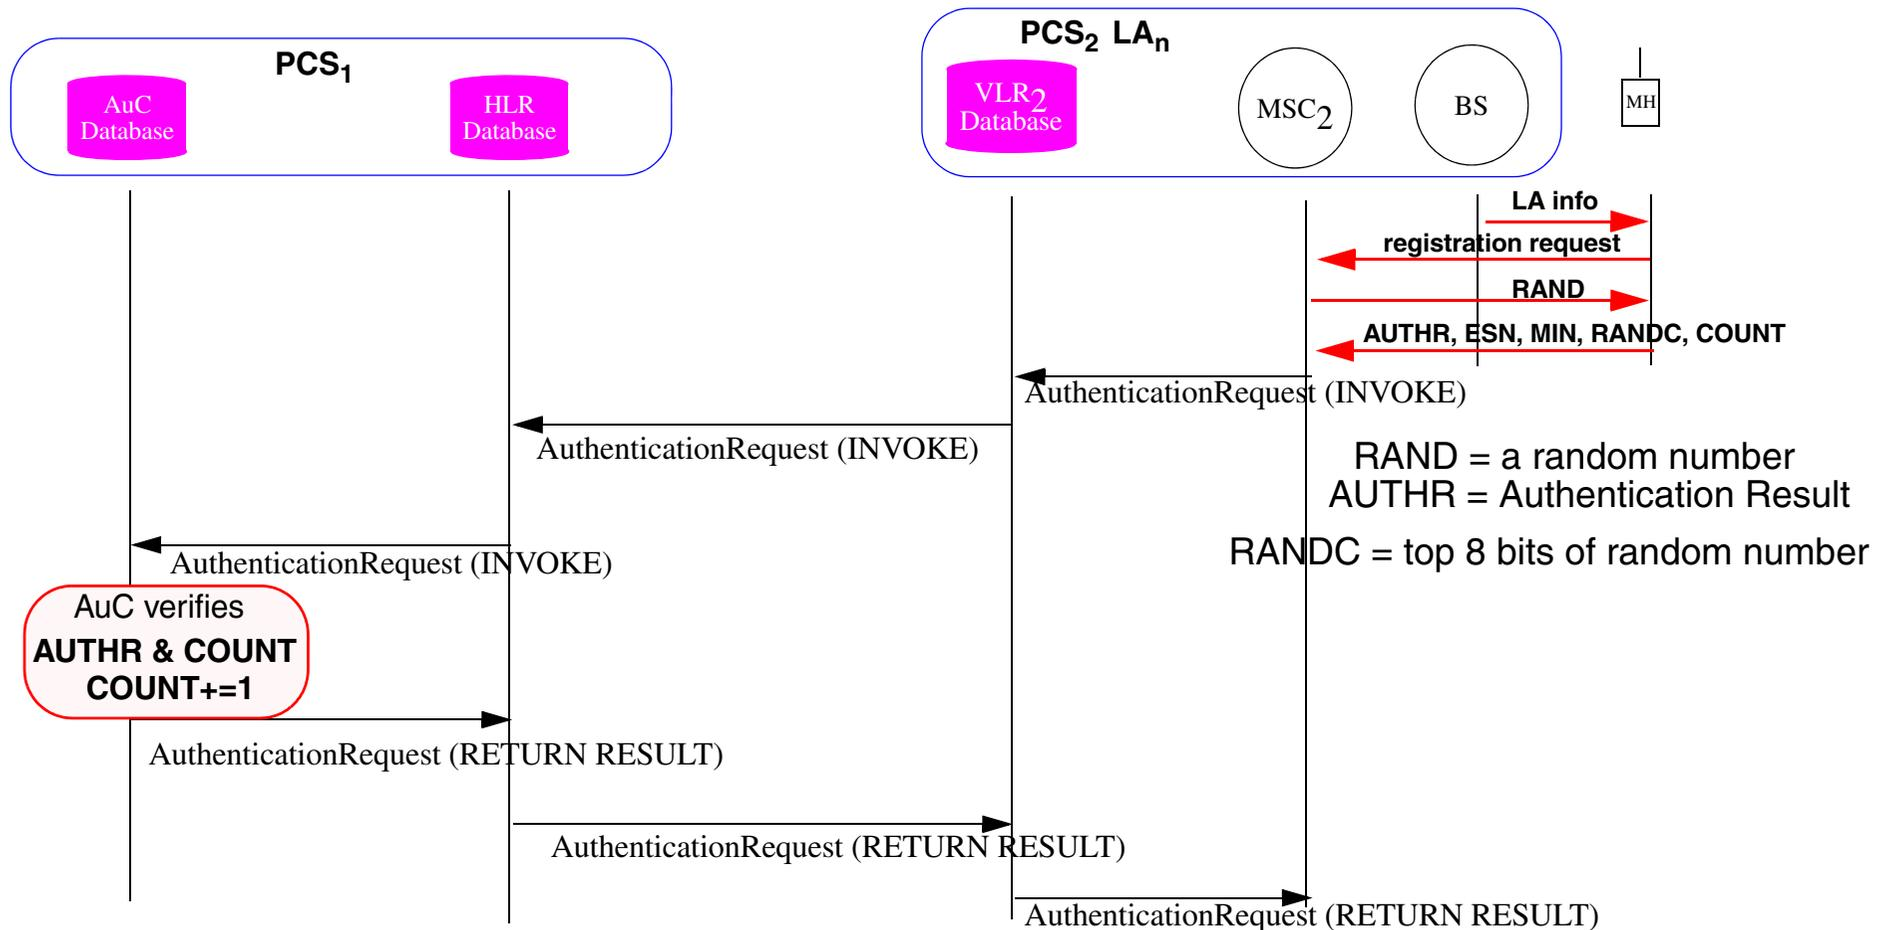 PCS1
PCS2 LAn
AuC
Database
HLR
Database
VLR2
Database
MSC2
BS
MH
LA info
registration request
RAND
AUTHR, ESN, MIN, RANDC, COUNT
AuthenticationRequest (INVOKE)
AuthenticationRequest (INVOKE)
RAND = a random number
AUTHR = Authentication Result
RANDC = top 8 bits of random number
AuthenticationRequest (INVOKE)
AuC verifies
AUTHR & COUNT
COUNT+=1
AuthenticationRequest (RETURN RESULT)
AuthenticationRequest (RETURN RESULT)
AuthenticationRequest (RETURN RESULT)